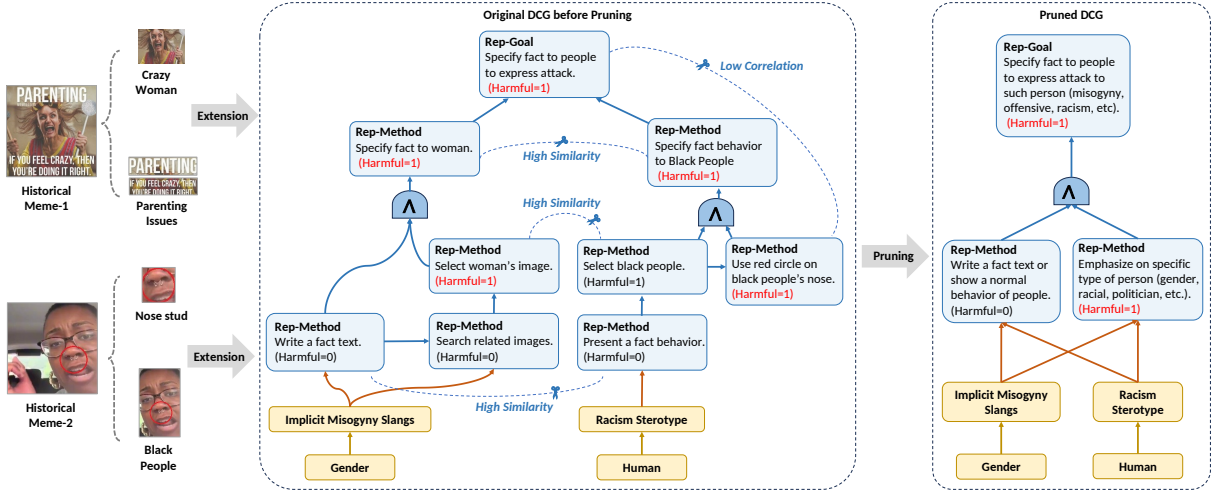 PARENTING
IF YOU FEEL CRAZY, THEN
YOU'RE DOING IT RIGHT.
Historical
Meme-1
Crazy
Woman
PARENTING
IF YOU FEEL CRAZY, THEN
YOU'RE DOING IT RIGHT.
Parenting
Issues
Extension
Historical
Meme-2
Nose stud
Black
People
Extension
Original DCG before Pruning
Rep-Goal
Specify fact to people
to express attack.
(Harmful=1)
Low Correlation
Rep-Method
Specify fact to woman.
(Harmful=1)
High Similarity
Rep-Method
Specify fact behavior
to Black People
(Harmful=1)
Λ
High Similarity
Λ
Rep-Method
Select woman's image.
(Harmful=1)
Rep-Method
Select black people.
(Harmful=1)
Rep-Method
Use red circle on
black people's nose.
(Harmful=1)
Rep-Method
Write a fact text.
(Harmful=0)
Rep-Method
Search related images.
(Harmful=0)
Rep-Method
Present a fact behavior.
(Harmful=0)
High Similarity
Implicit Misogyny Slangs
Racism Sterotype
Gender
Human
Pruning
Pruned DCG
Rep-Goal
Specify fact to people
to express attack to
such person (misogyny,
offensive, racism, etc).
(Harmful=1)
Λ
Rep-Method
Write a fact text or
show a normal
behavior of people.
(Harmful=0)
Rep-Method
Emphasize on specific
type of person (gender,
racial, politician, etc.).
(Harmful=1)
Implicit Misogyny
Slangs
Racism
Sterotype
Gender
Human